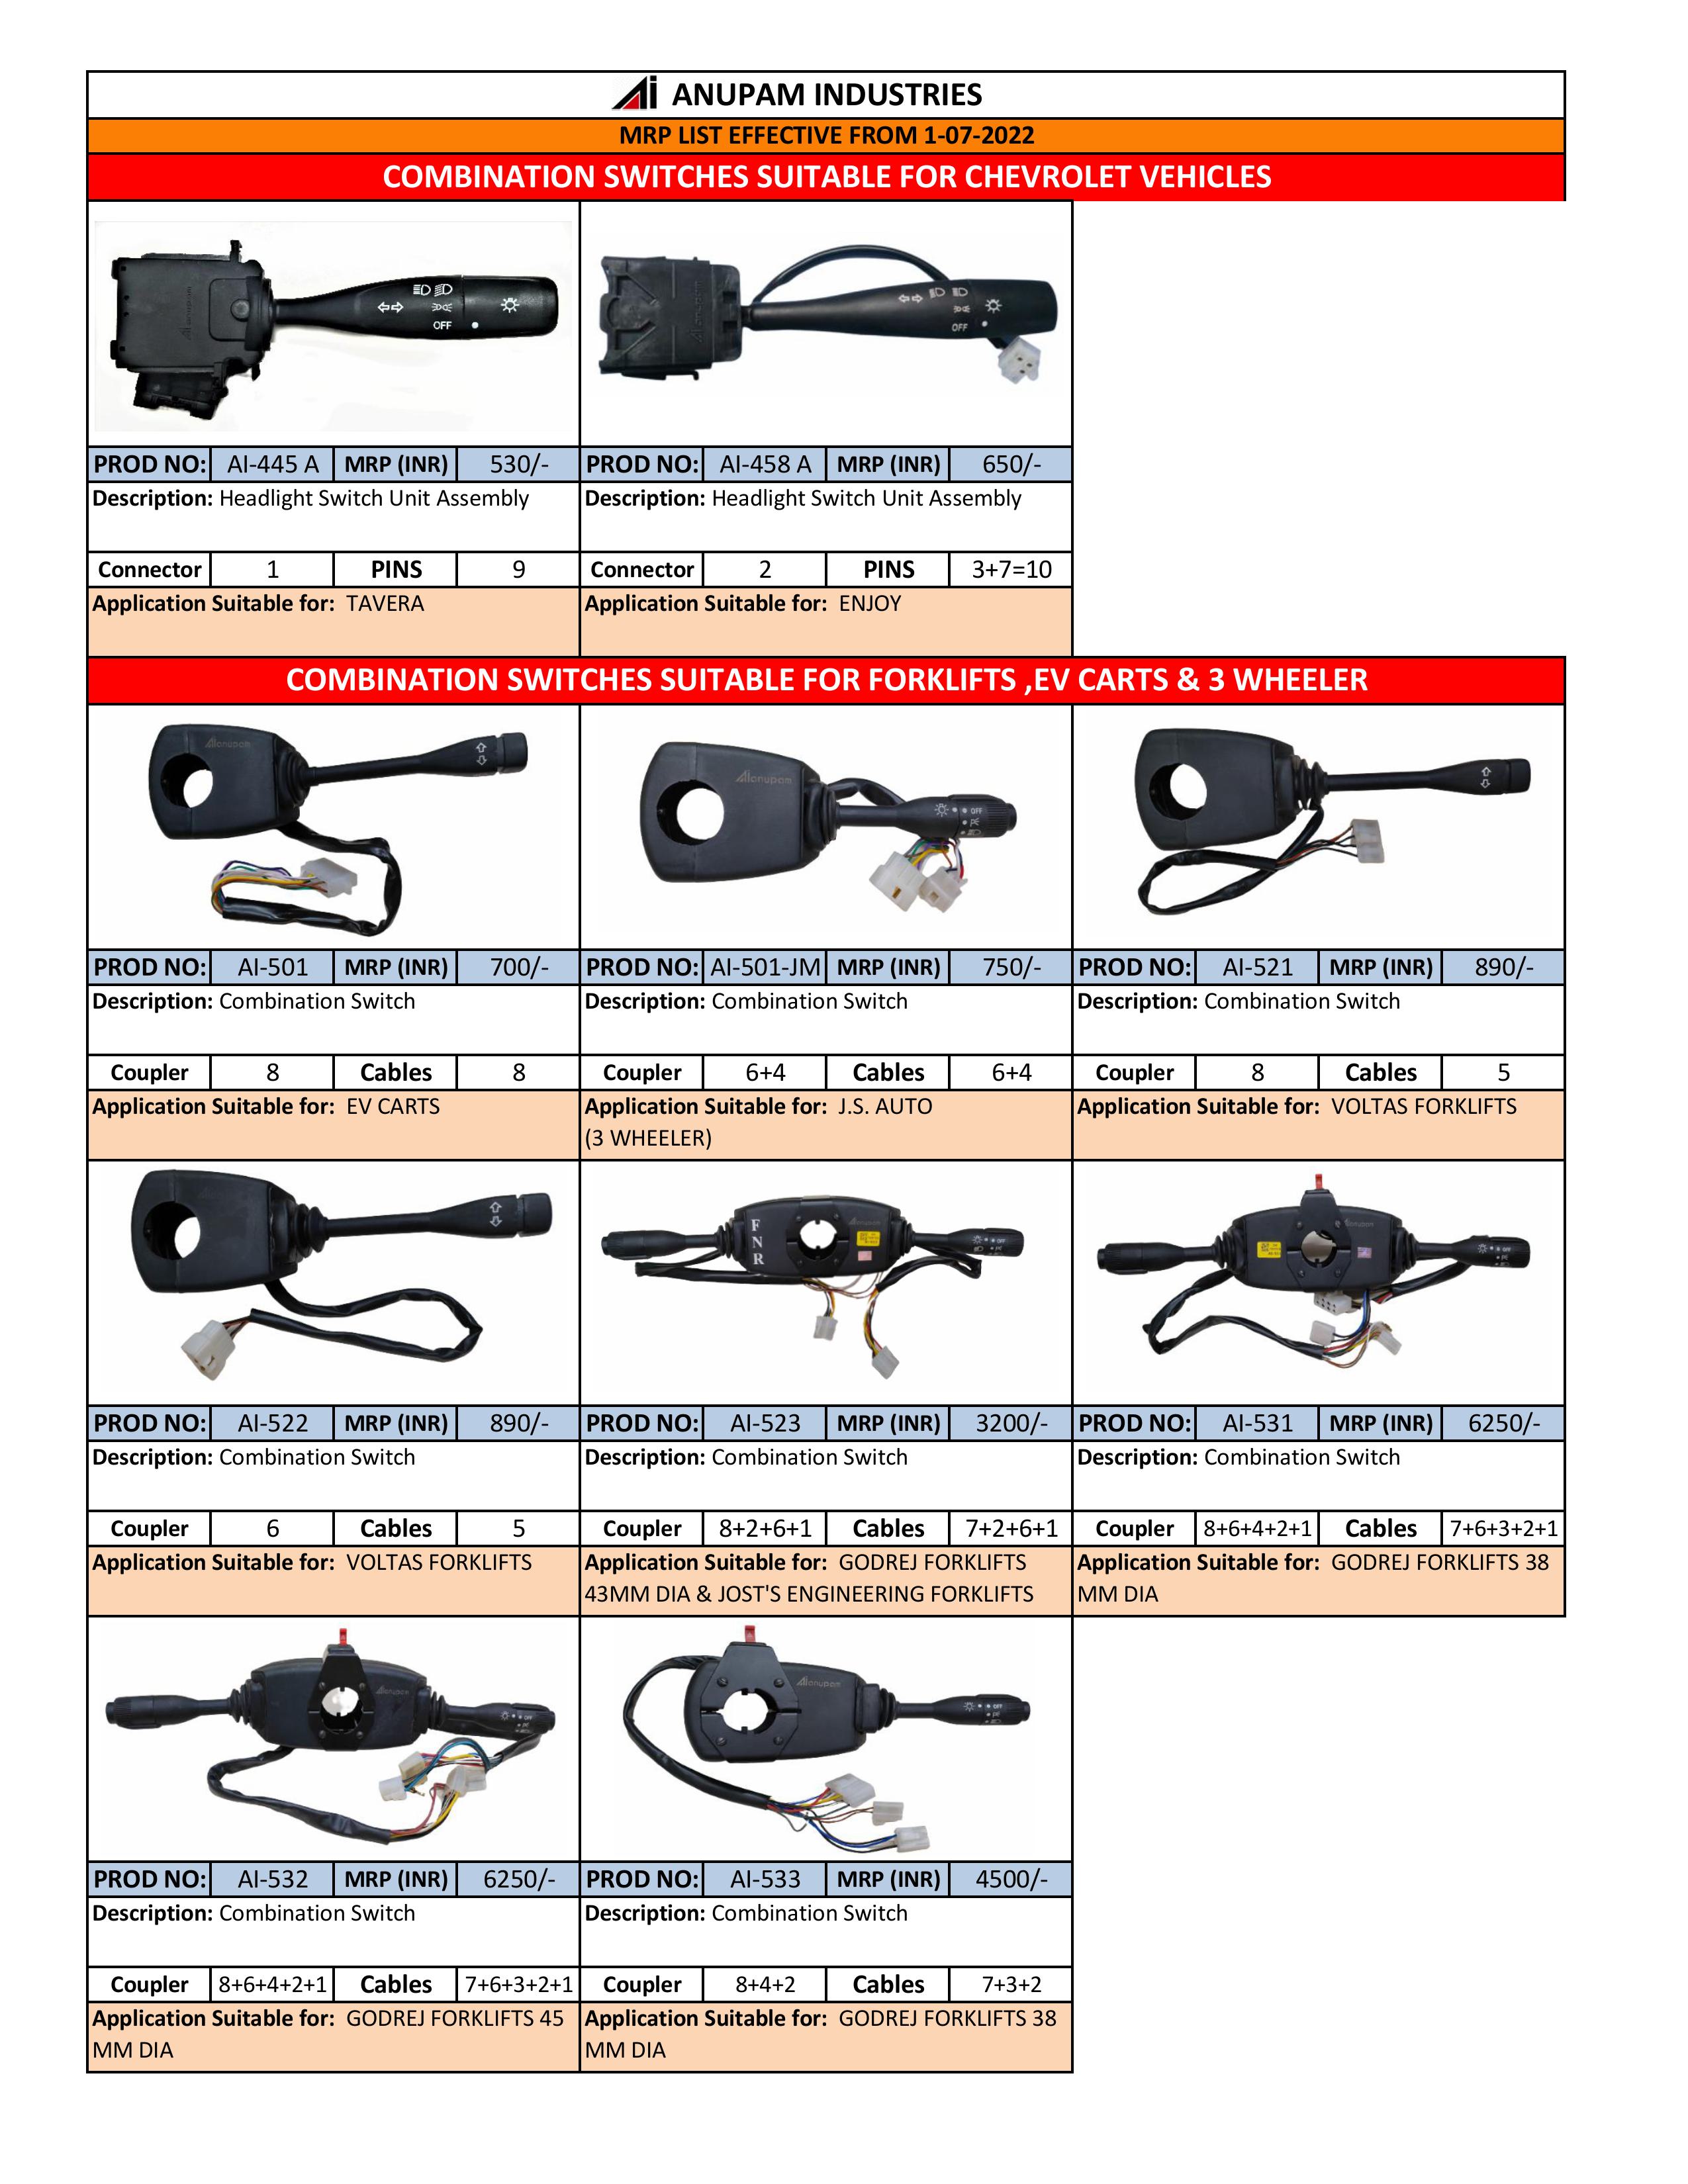 Ai ANUPAM INDUSTRIES
MRP LIST EFFECTIVE FROM 1-07-2022
COMBINATION SWITCHES SUITABLE FOR CHEVROLET VEHICLES
OFF
OFF
PROD NO: AI-445 A MRP (INR) 530/- PROD NO: AI-458 A MRP (INR) 650/-
Description: Headlight Switch Unit Assembly Description: Headlight Switch Unit Assembly
Connector 1 PINS 9 Connector 2 PINS 3+7=10
Application Suitable for: TAVERA Application Suitable for: ENJOY
COMBINATION SWITCHES SUITABLE FOR FORKLIFTS ,EV CARTS & 3 WHEELER
Aianupam
Aianupam
OFF
PROD NO: AI-501 MRP (INR) 700/- PROD NO: AI-501-JM MRP (INR) 750/- PROD NO: AI-521 MRP (INR) 890/-
Description: Combination Switch Description: Combination Switch Description: Combination Switch
Coupler 8 Cables 8 Coupler 6+4 Cables 6+4 Coupler 8 Cables 5
Application Suitable for: EV CARTS Application Suitable for: J.S. AUTO Application Suitable for: VOLTAS FORKLIFTS
(3 WHEELER)
F
N
R
OFF
OFF
PROD NO: AI-522 MRP (INR) 890/- PROD NO: AI-523 MRP (INR) 3200/- PROD NO: AI-531 MRP (INR) 6250/-
Description: Combination Switch Description: Combination Switch Description: Combination Switch
Coupler 6 Cables 5 Coupler 8+2+6+1 Cables 7+2+6+1 Coupler 8+6+4+2+1 Cables 7+6+3+2+1
Application Suitable for: VOLTAS FORKLIFTS Application Suitable for: GODREJ FORKLIFTS Application Suitable for: GODREJ FORKLIFTS 38
43MM DIA & JOST'S ENGINEERING FORKLIFTS MM DIA
Aianupam
OFF
Aianupam
OFF
PROD NO: AI-532 MRP (INR) 6250/- PROD NO: AI-533 MRP (INR) 4500/-
Description: Combination Switch Description: Combination Switch
Coupler 8+6+4+2+1 Cables 7+6+3+2+1 Coupler 8+4+2 Cables 7+3+2
Application Suitable for: GODREJ FORKLIFTS 45 Application Suitable for: GODREJ FORKLIFTS 38
MM DIA MM DIA